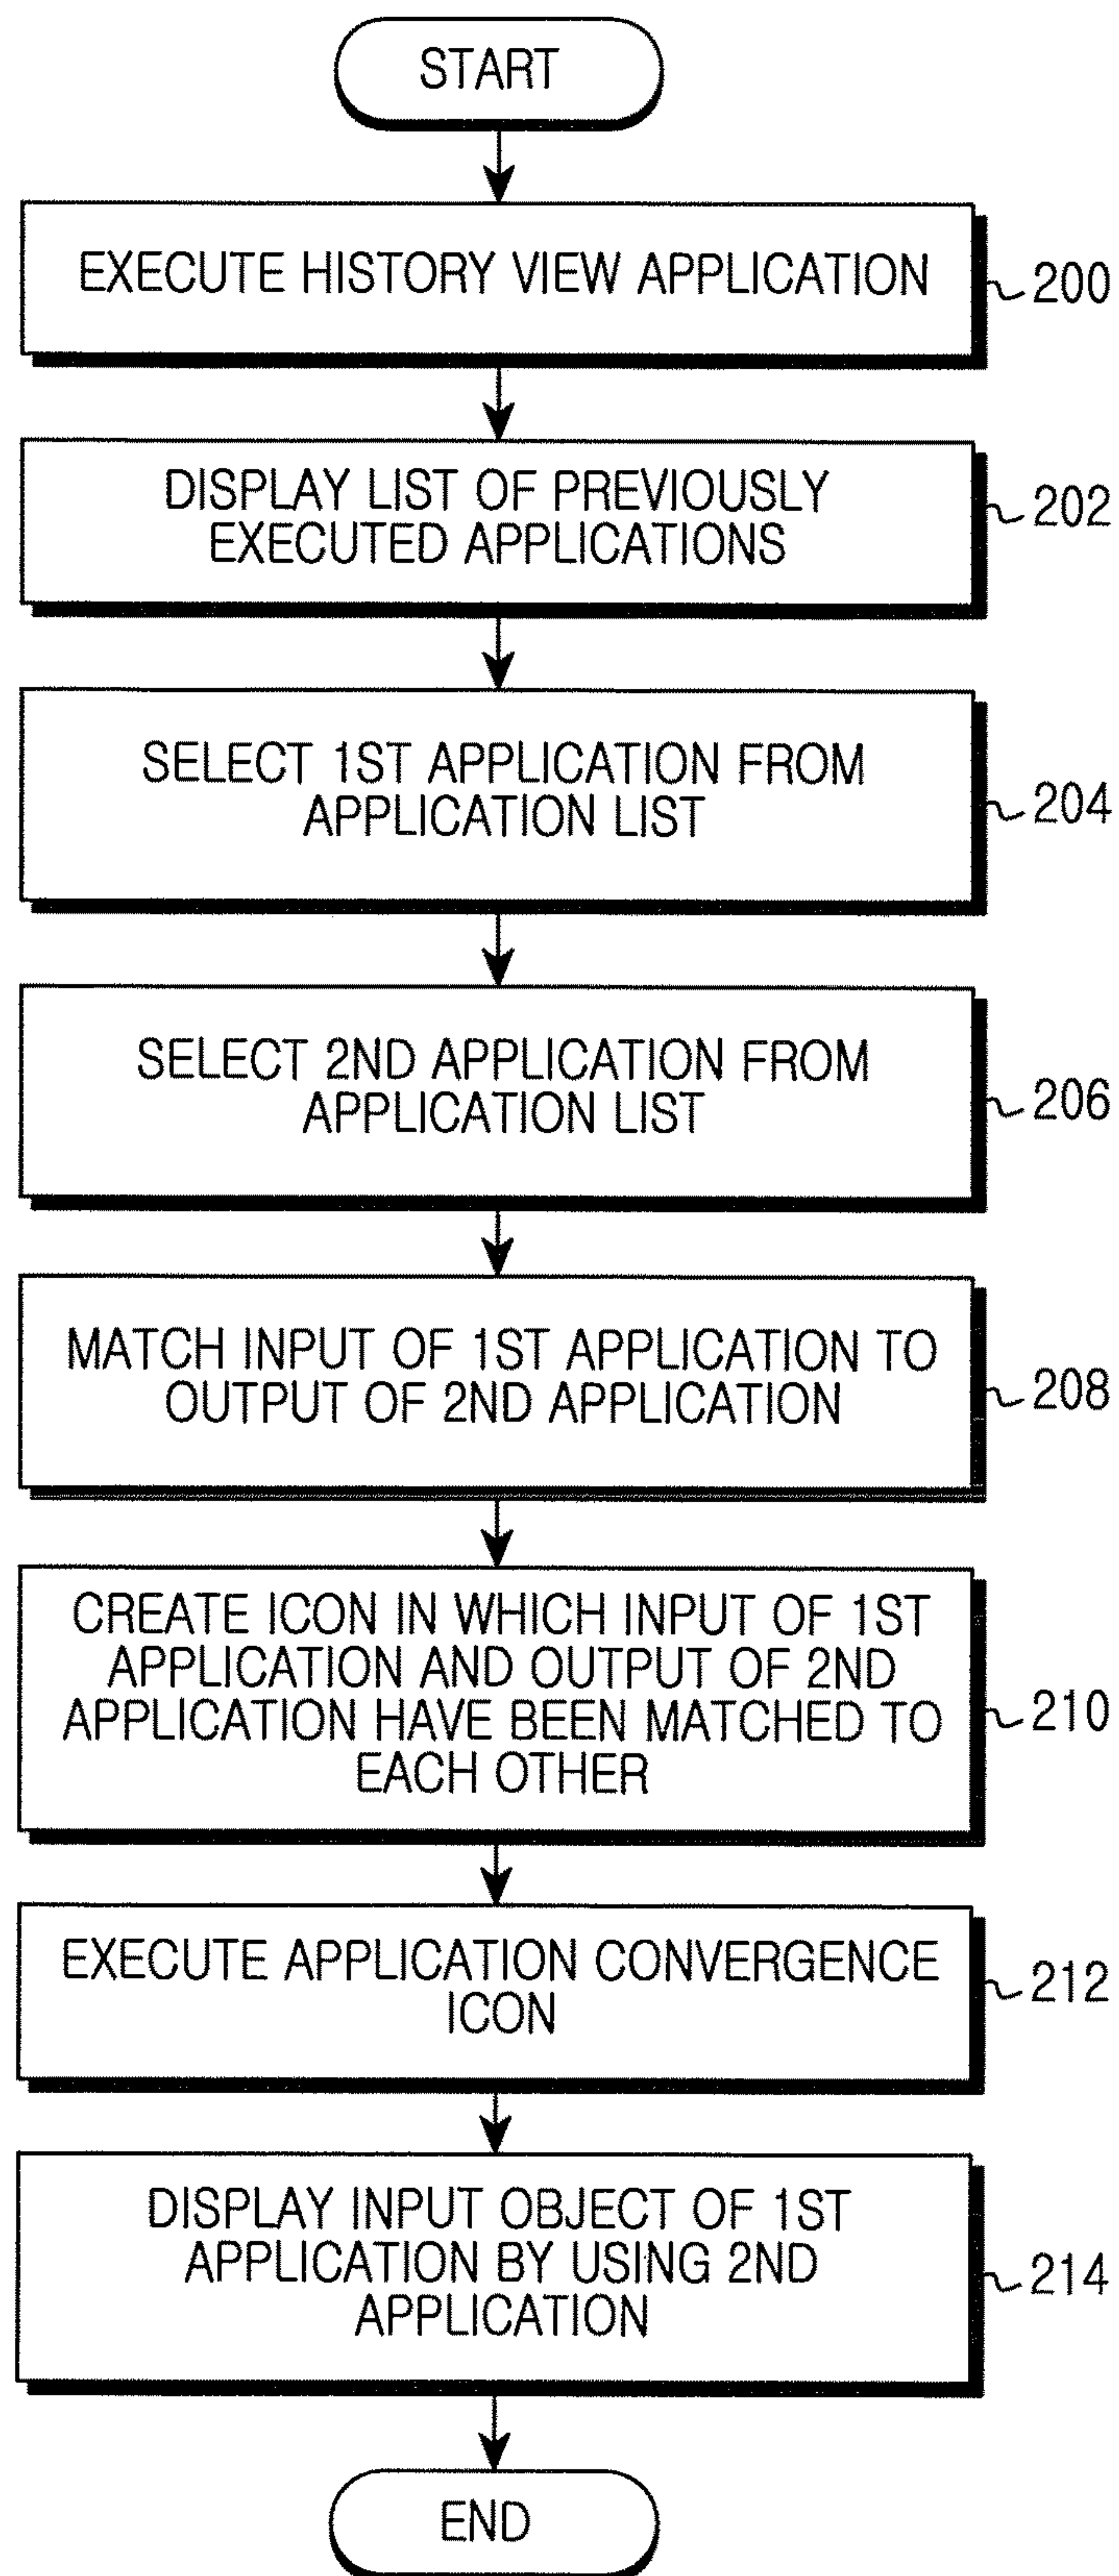 START
EXECUTE HISTORY VIEW APPLICATION
200
DISPLAY LIST OF PREVIOUSLY
EXECUTED APPLICATIONS
202
SELECT 1ST APPLICATION FROM
APPLICATION LIST
204
SELECT 2ND APPLICATION FROM
APPLICATION LIST
206
MATCH INPUT OF 1ST APPLICATION TO
OUTPUT OF 2ND APPLICATION
208
CREATE ICON IN WHICH INPUT OF 1ST
APPLICATION AND OUTPUT OF 2ND
APPLICATION HAVE BEEN MATCHED TO
EACH OTHER
210
EXECUTE APPLICATION CONVERGENCE
ICON
212
DISPLAY INPUT OBJECT OF 1ST
APPLICATION BY USING 2ND
APPLICATION
214
END